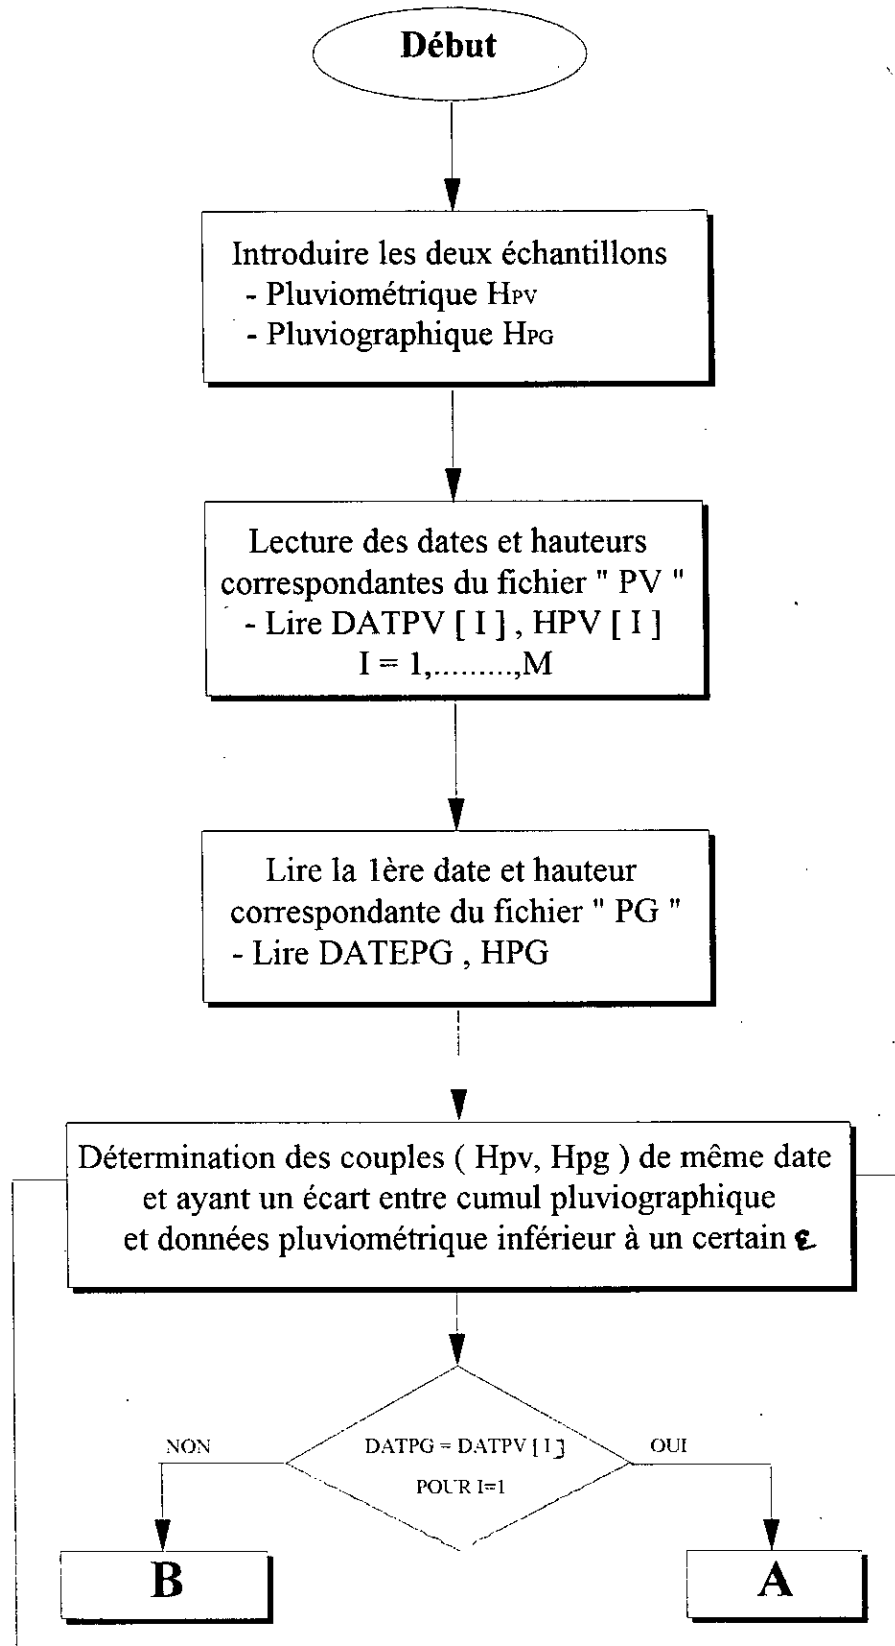 Début
Introduire les deux échantillons
- Pluviométrique HPV
- Pluviographique HPG
Lecture des dates et hauteurs
correspondantes du fichier " PV "
- Lire DATPV [ I ] , HPV [ I ]
I = 1,.........,M
Lire la 1ère date et hauteur
correspondante du fichier " PG "
- Lire DATEPG , HPG
Détermination des couples ( Hpv, Hpg ) de même date
et ayant un écart entre cumul pluviographique
et données pluviométrique inférieur à un certain ε
NON
DATPG = DATPV [ I ]
OUI
POUR I=1
B
A